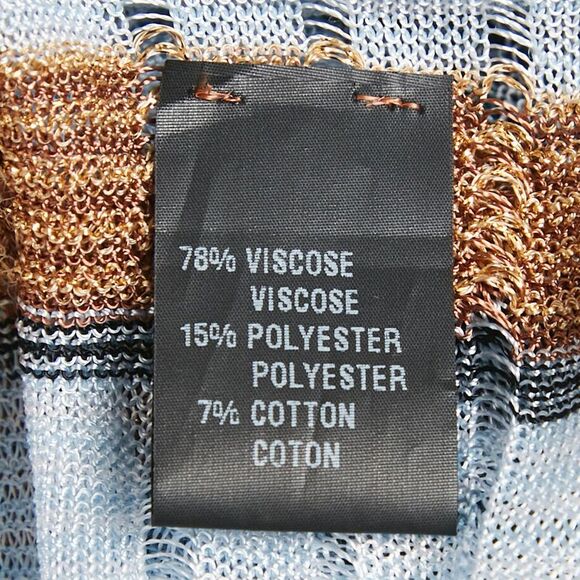 78% VISCOSE
VISCOSE
15% POLYESTER
POLYESTER
7% COTTON
COTON